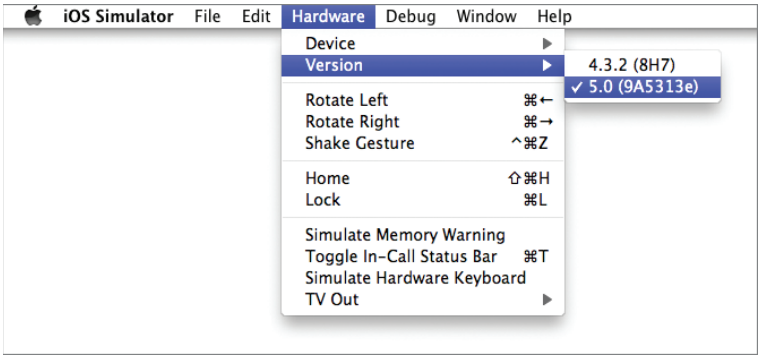 iOS Simulator File Edit Hardware Debug Window Help
Device
Version
4.3.2 (8H7)
✓ 5.0 (9A5313e)
Rotate Left ⌘←
Rotate Right ⌘→
Shake Gesture ^⌘Z
Home ⇧⌘H
Lock ⌘L
Simulate Memory Warning
Toggle In-Call Status Bar ⌘T
Simulate Hardware Keyboard
TV Out